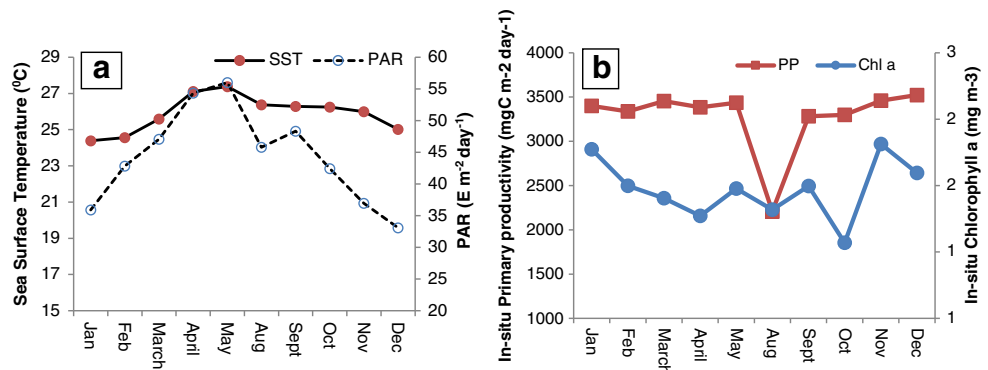 a
SST
PAR
Sea Surface Temperature (⁰C)
29
27
25
23
21
19
17
15
60
55
50
45
40
35
30
25
20
PAR (E m⁻² day⁻¹)
Jan
Feb
March
April
May
Aug
Sept
Oct
Nov
Dec
b
PP
Chl a
In-situ Primary productivity (mgC m-2 day-1)
4000
3500
3000
2500
2000
1500
1000
3
2
2
1
1
In-situ Chlorophyll a (mg m-3)
Jan
Feb
March
April
May
Aug
Sept
Oct
Nov
Dec